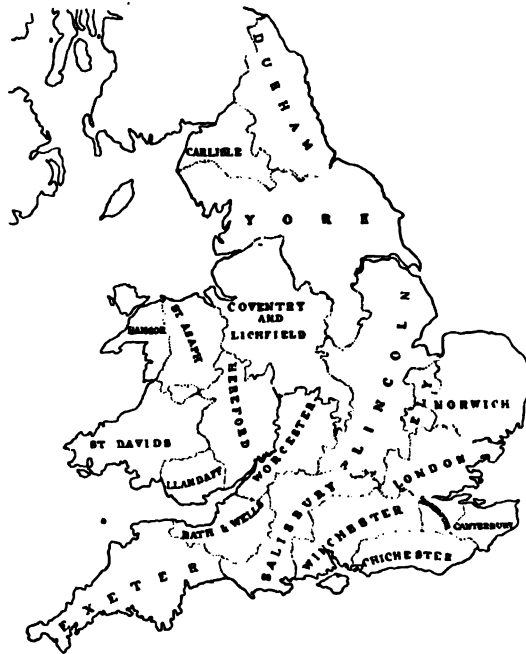 DURHAM
CARLISLE
YORK
COVENTRY
AND
LICHFIELD
LINCOLN
BANGOR
ST ASAPH
HEREFORD
ELY
NORWICH
WORCESTER
ST DAVIDS
LLANDAFF
LONDON
SALISBURY
BATH & WELLS
WINCHESTER
CANTERBURY
CHICHESTER
EXETER